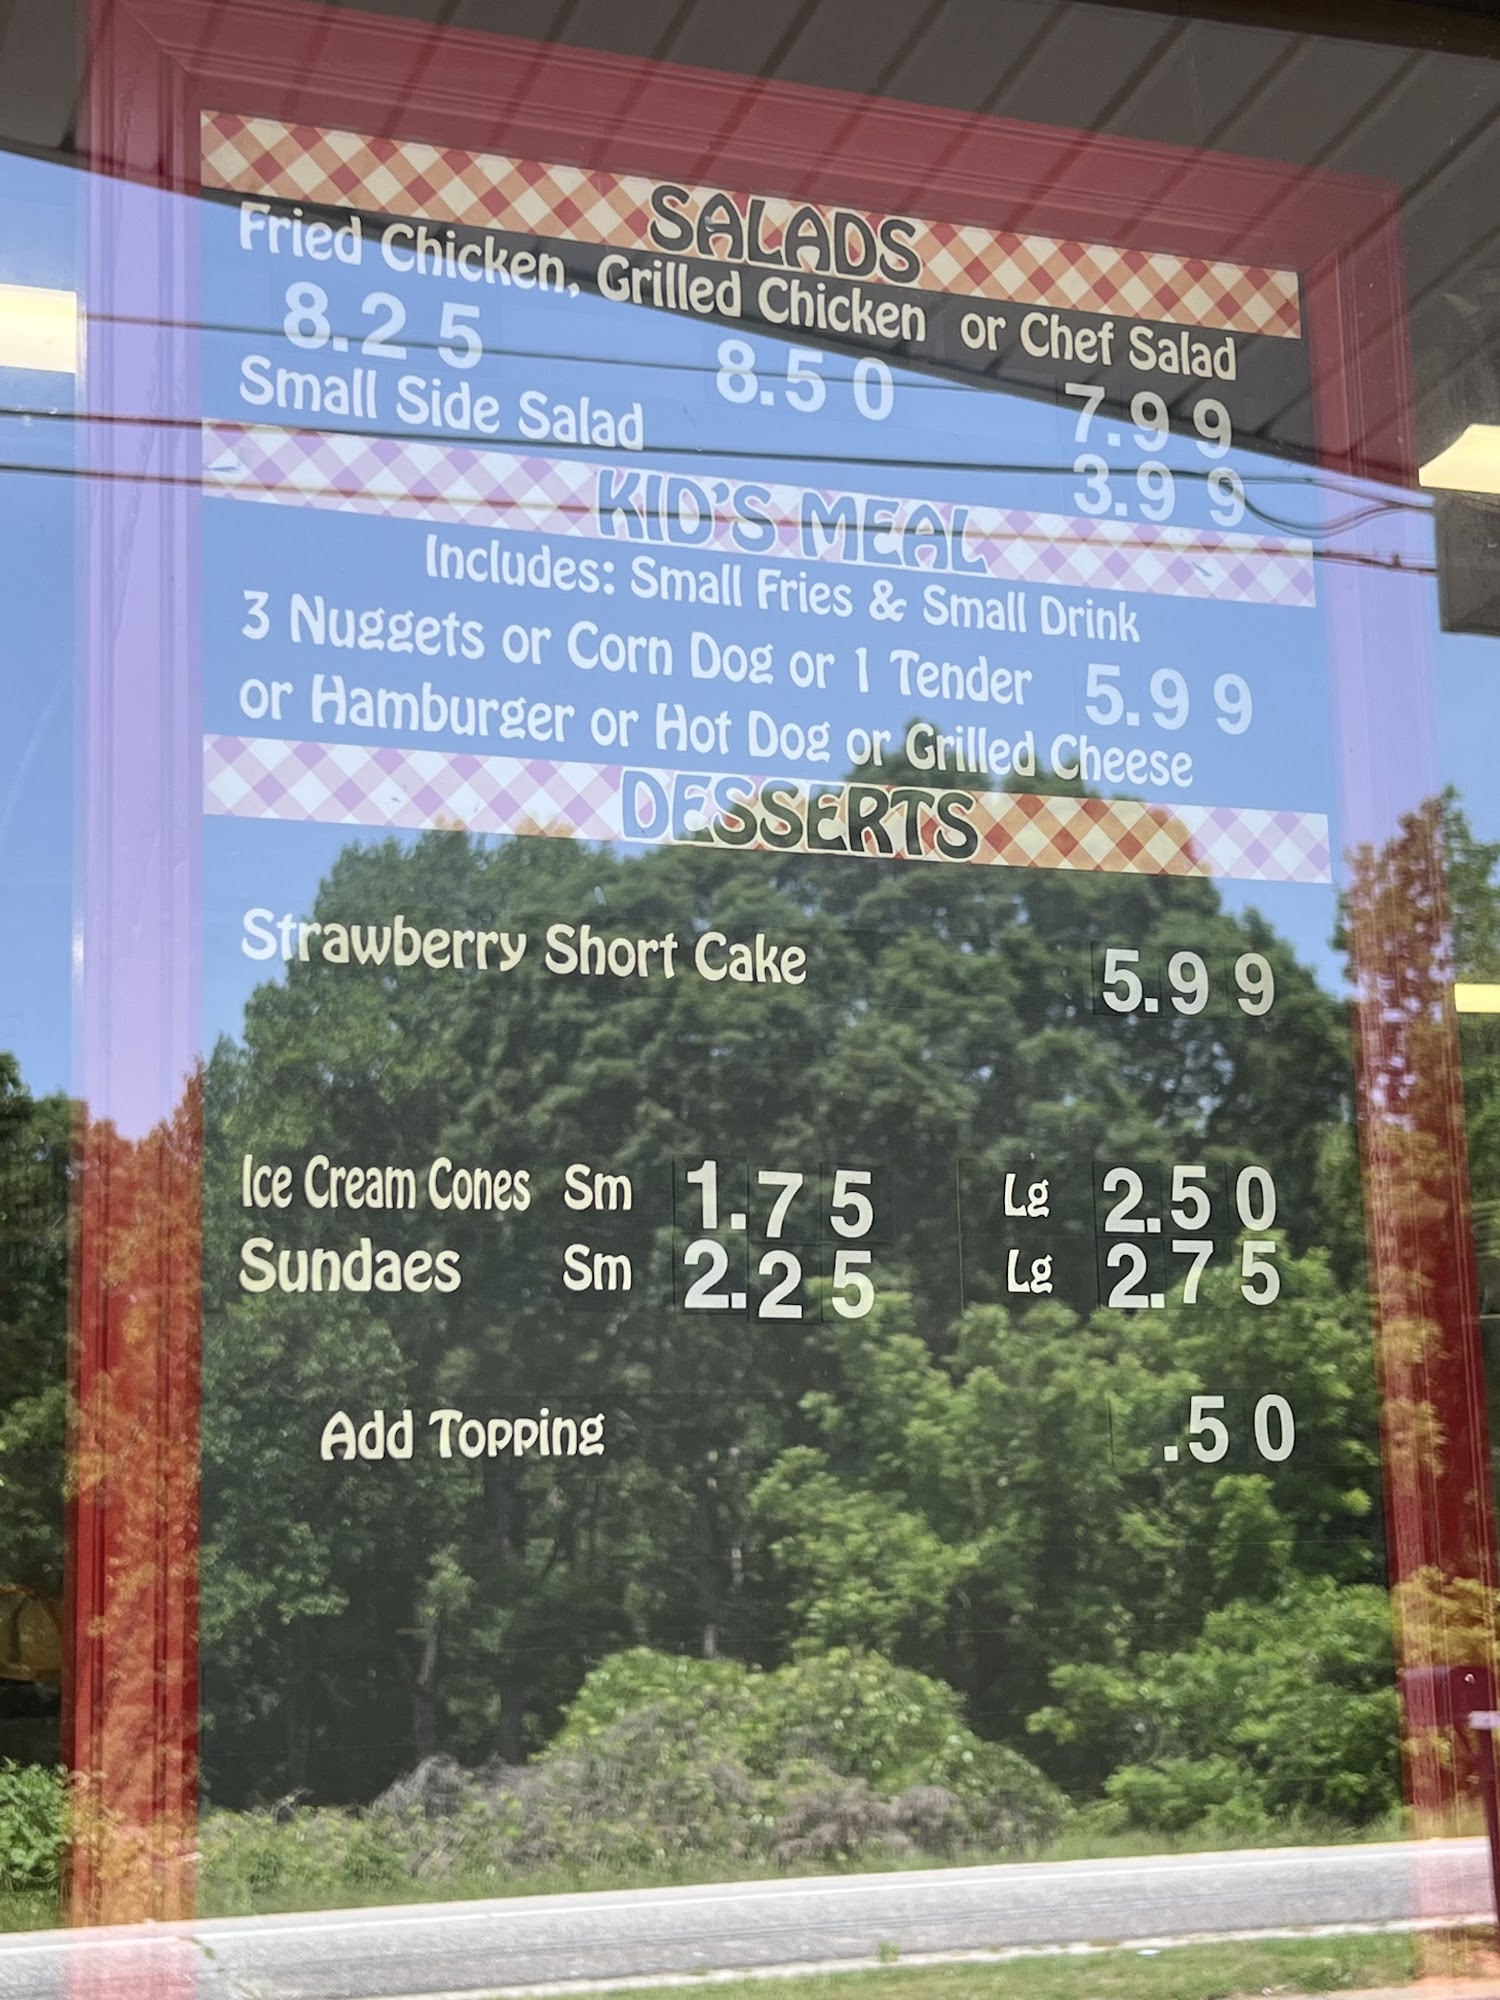 SALADS
Fried Chicken, Grilled Chicken or Chef Salad
8.25 8.50 7.99
Small Side Salad 3.99
KID'S MEAL
Includes: Small Fries & Small Drink
3 Nuggets or Corn Dog or 1 Tender 5.99
or Hamburger or Hot Dog or Grilled Cheese
DESSERTS
Strawberry Short Cake 5.99
Ice Cream Cones Sm 1.75 Lg 2.50
Sundaes Sm 2.25 Lg 2.75
Add Topping .50